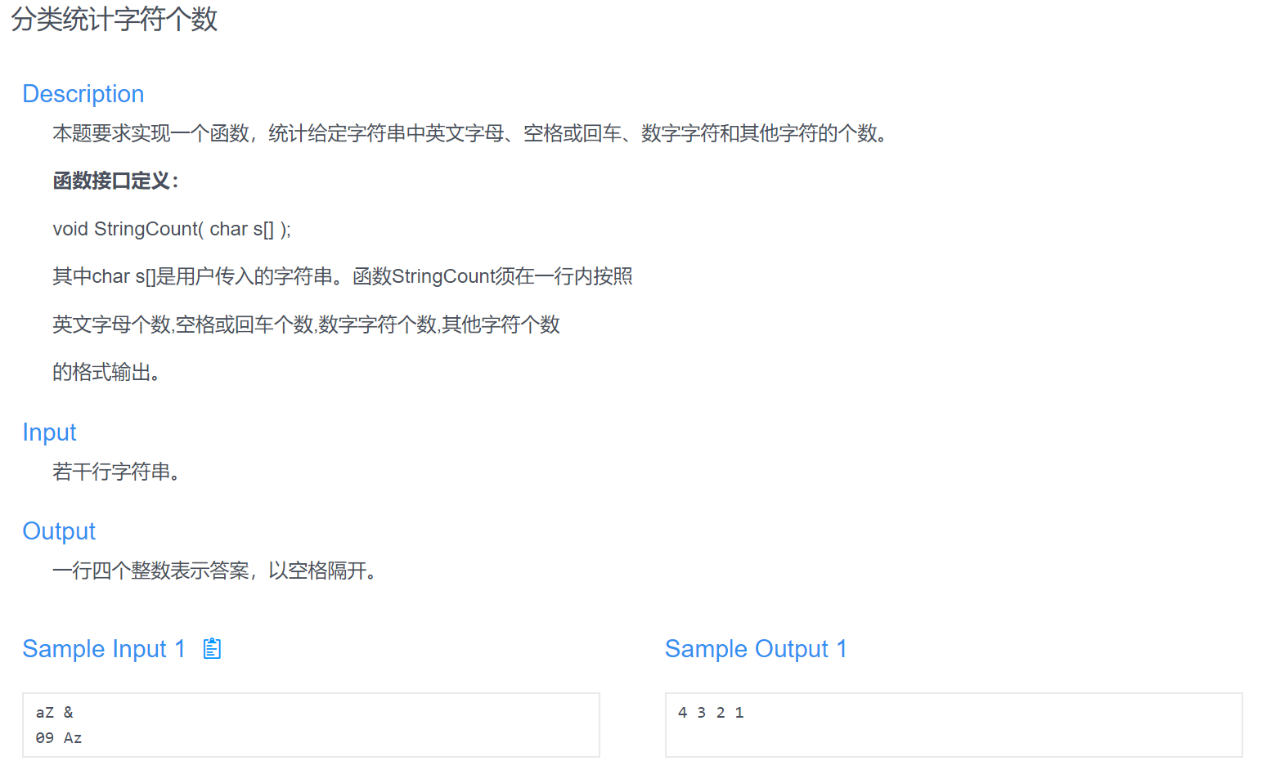 分类统计字符个数
Description
本题要求实现一个函数，统计给定字符串中英文字母、空格或回车、数字字符和其他字符的个数。
函数接口定义：
void StringCount( char s[] );
其中char s[]是用户传入的字符串。函数StringCount须在一行内按照
英文字母个数,空格或回车个数,数字字符个数,其他字符个数
的格式输出。
Input
若干行字符串。
Output
一行四个整数表示答案，以空格隔开。
Sample Input 1
aZ &
09 Az
Sample Output 1
4 3 2 1